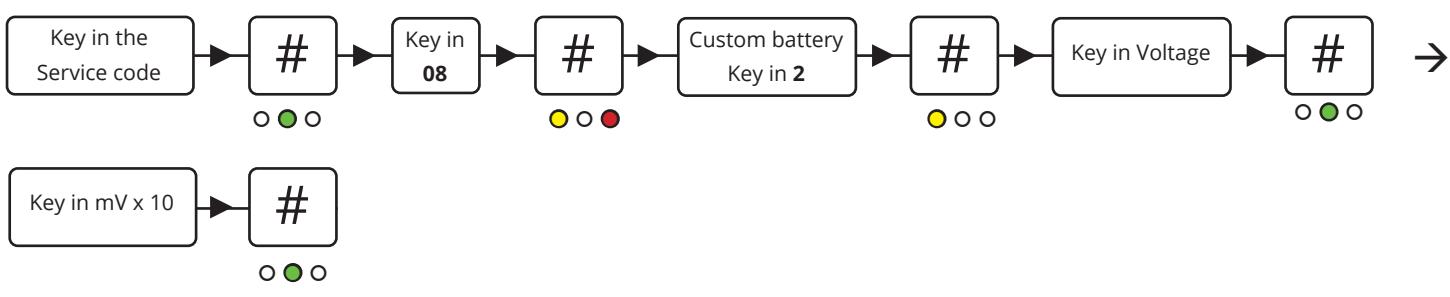 Key in the
Service code
#
Key in
08
#
Custom battery
Key in 2
#
Key in Voltage
#
→
Key in mV x 10
#